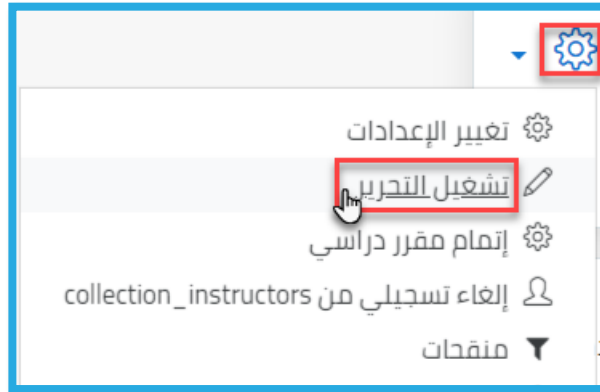 تغيير الإعدادات
تشغيل التحرير
إتمام مقرر دراسي
إلغاء تسجيلي من collection_instructors
منقحات